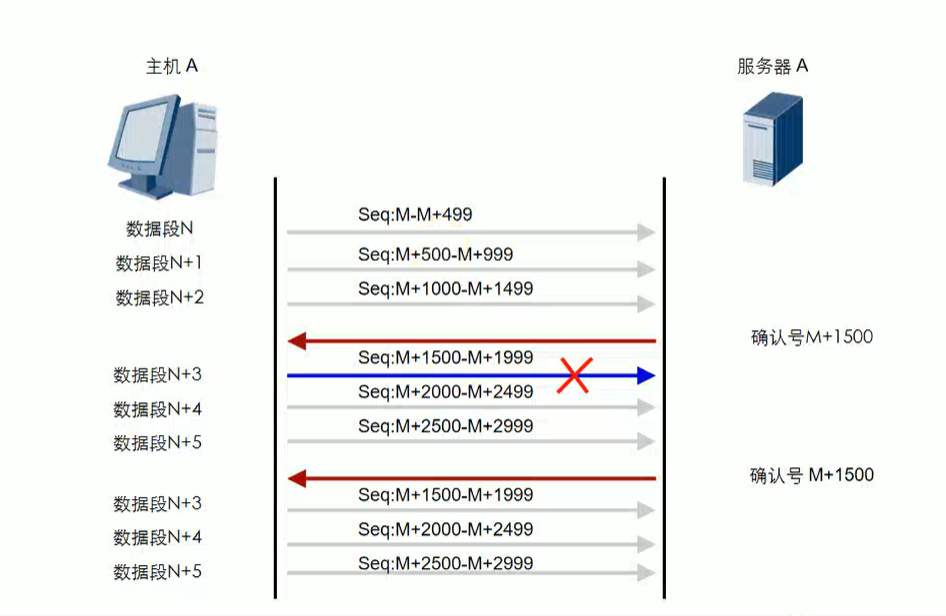 主机 A
服务器 A
数据段N
Seq:M-M+499
数据段N+1
Seq:M+500-M+999
数据段N+2
Seq:M+1000-M+1499
确认号M+1500
数据段N+3
Seq:M+1500-M+1999
数据段N+4
Seq:M+2000-M+2499
数据段N+5
Seq:M+2500-M+2999
确认号 M+1500
数据段N+3
Seq:M+1500-M+1999
数据段N+4
Seq:M+2000-M+2499
数据段N+5
Seq:M+2500-M+2999